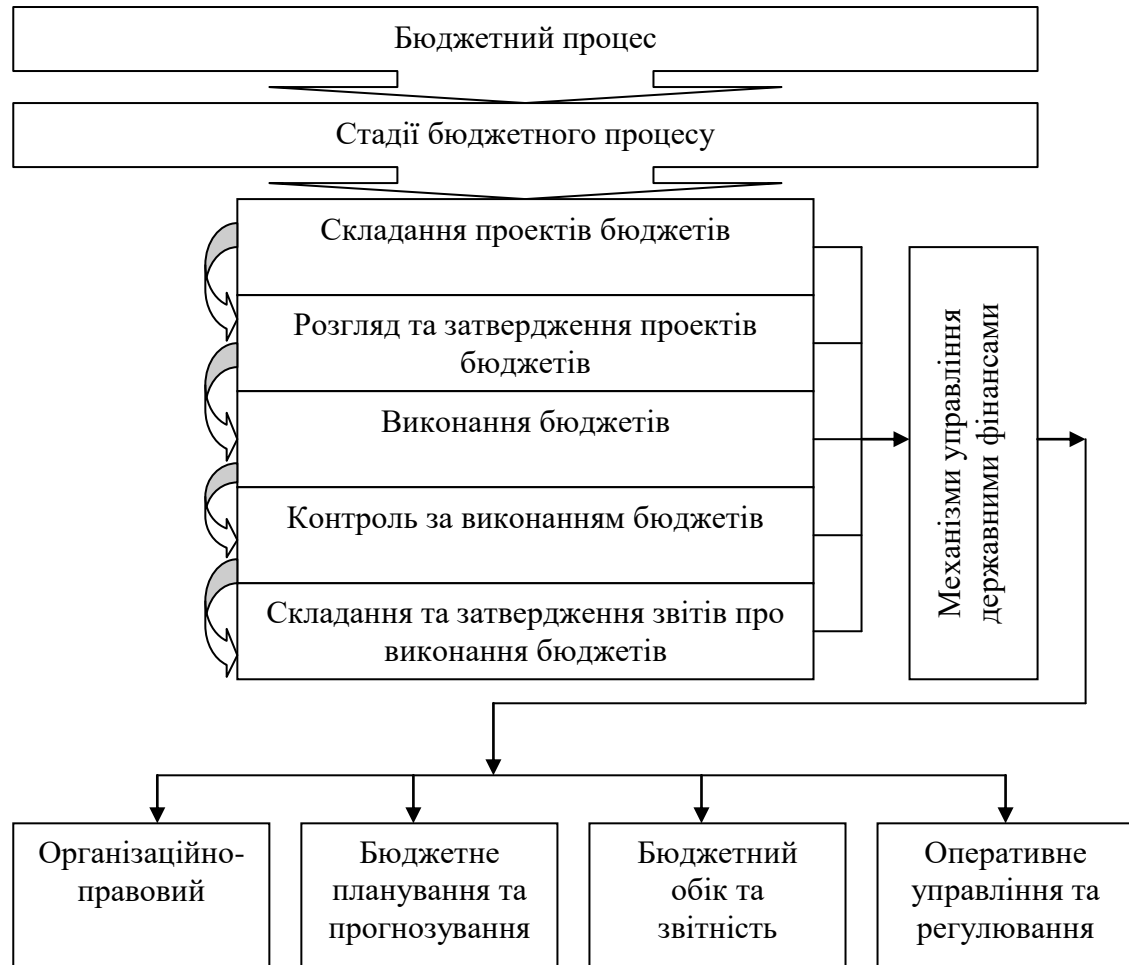 Бюджетний процес
Стадії бюджетного процесу
Складання проектів бюджетів
Розгляд та затвердження проектів
бюджетів
Виконання бюджетів
Контроль за виконанням бюджетів
Складання та затвердження звітів про
виконання бюджетів
Механізми управління
державними фінансами
Організаційно-
правовий
Бюджетне
планування та
прогнозування
Бюджетний
обік та
звітність
Оперативне
управління та
регулювання